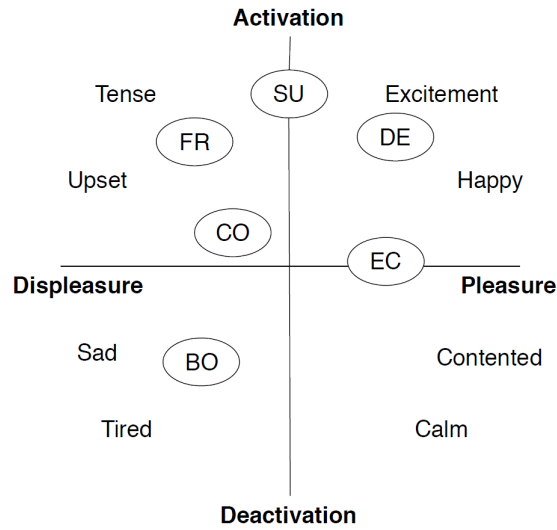 Activation
Tense
SU
Excitement
FR
DE
Upset
Happy
CO
EC
Displeasure
Pleasure
Sad
BO
Contented
Tired
Calm
Deactivation